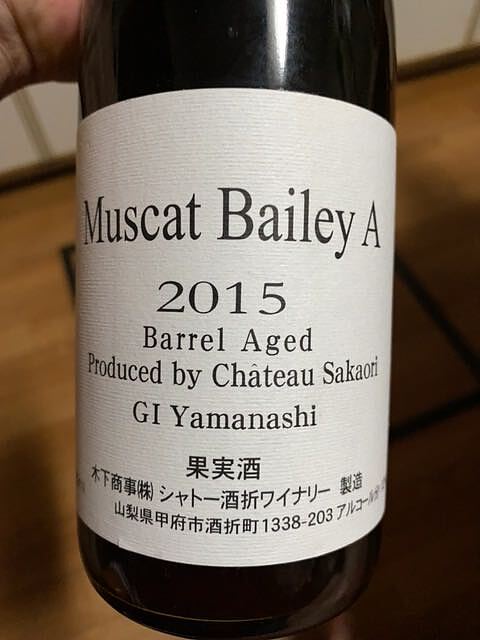 Muscat Bailey A
2015
Barrel Aged
Produced by Château Sakaori
GI Yamanashi
果実酒
木下商事㈱ シャトー酒折ワイナリー 製造
山梨県甲府市酒折町1338-203 アルコール分